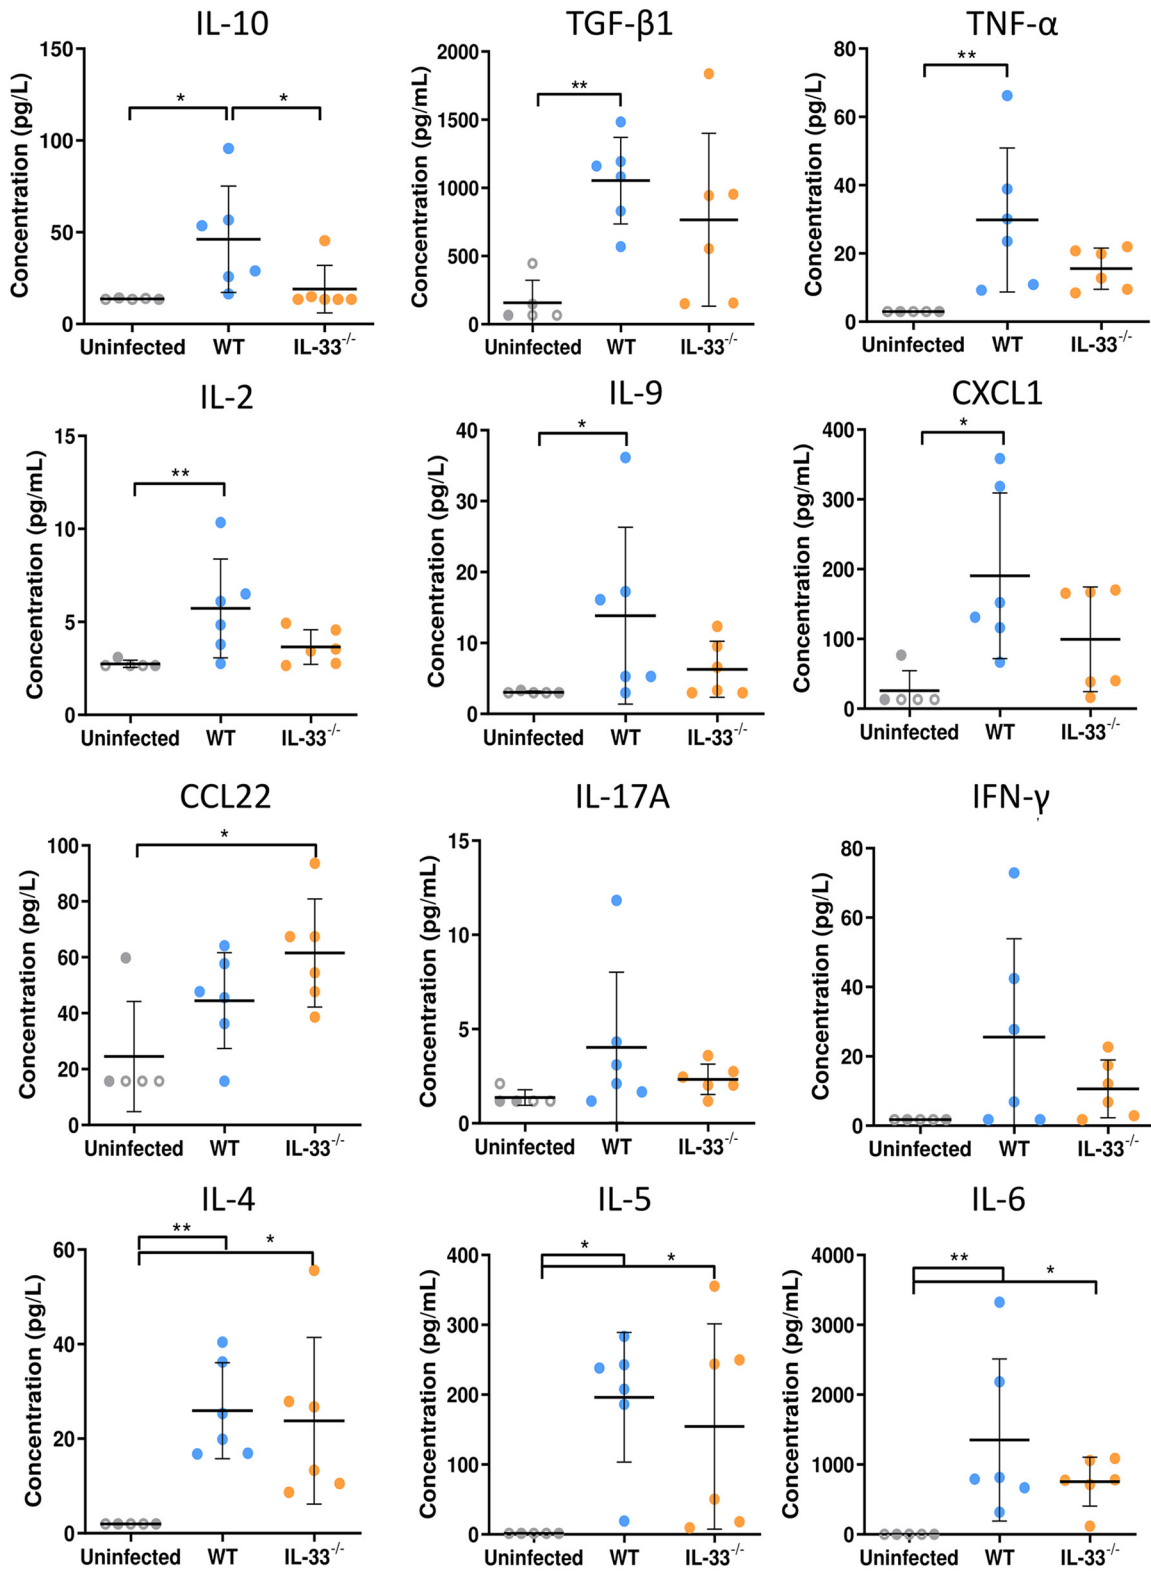 IL-10
Concentration (pg/L)
150
100
50
0
*
*
Uninfected WT IL-33-/-
TGF-β1
Concentration (pg/mL)
2000
1500
1000
500
0
**
Uninfected WT IL-33-/-
TNF-α
Concentration (pg/L)
80
60
40
20
0
**
Uninfected WT IL-33-/-
IL-2
Concentration (pg/mL)
15
10
5
0
**
Uninfected WT IL-33-/-
IL-9
Concentration (pg/L)
40
30
20
10
0
*
Uninfected WT IL-33-/-
CXCL1
Concentration (pg/mL)
400
300
200
100
0
*
Uninfected WT IL-33-/-
CCL22
Concentration (pg/L)
100
80
60
40
20
0
*
Uninfected WT IL-33-/-
IL-17A
Concentration (pg/mL)
15
10
5
0
Uninfected WT IL-33-/-
IFN-γ
Concentration (pg/L)
80
60
40
20
0
Uninfected WT IL-33-/-
IL-4
Concentration (pg/L)
60
40
20
0
**
*
Uninfected WT IL-33-/-
IL-5
Concentration (pg/mL)
400
300
200
100
0
*
*
Uninfected WT IL-33-/-
IL-6
Concentration (pg/mL)
4000
3000
2000
1000
0
**
*
Uninfected WT IL-33-/-